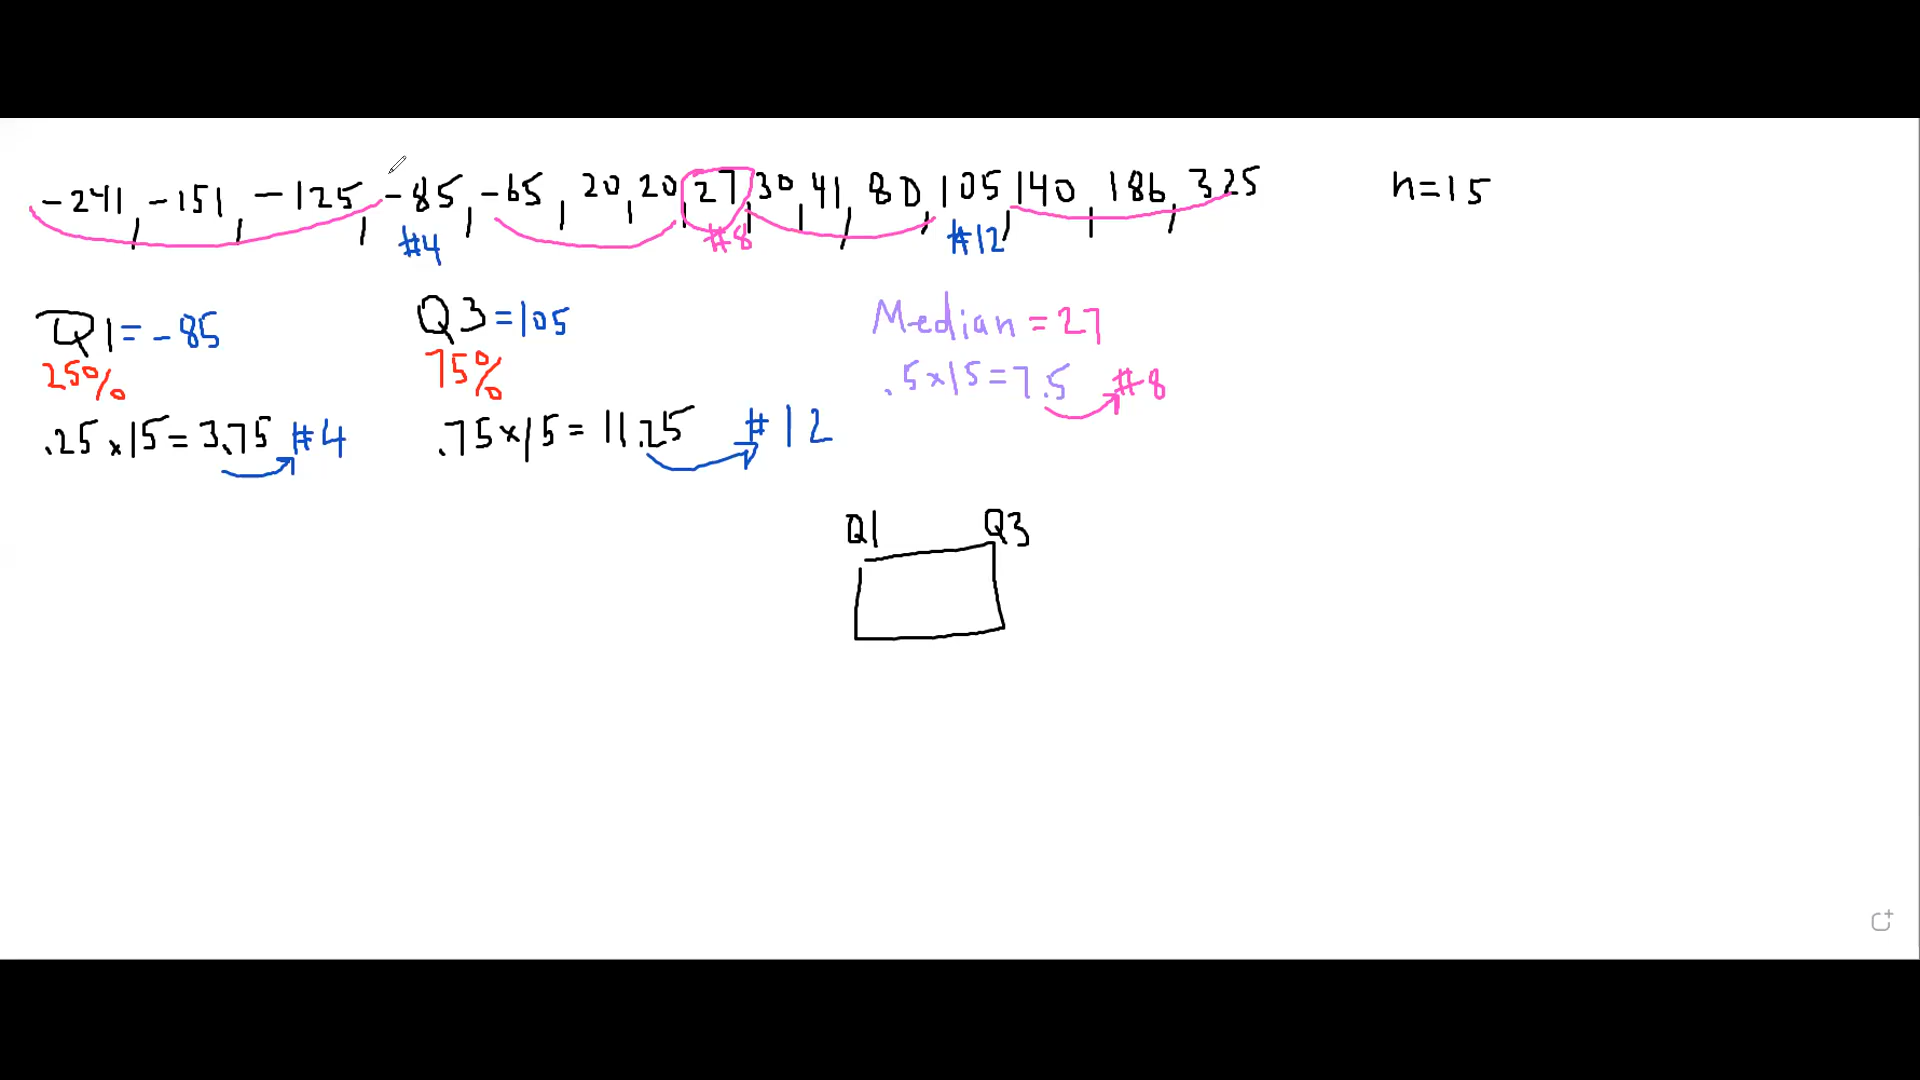 -241, -151, -125, -85, -65, 20, 20, 27, 30, 41, 80, 105, 140, 186, 325 n=15
#4 #8 #12
Q1 = -85 Q3 = 105 Median = 27
25% 75% .5x15=7.5 #8
.25x15=3.75 #4 .75x15=11.25 #12
Q1 Q3